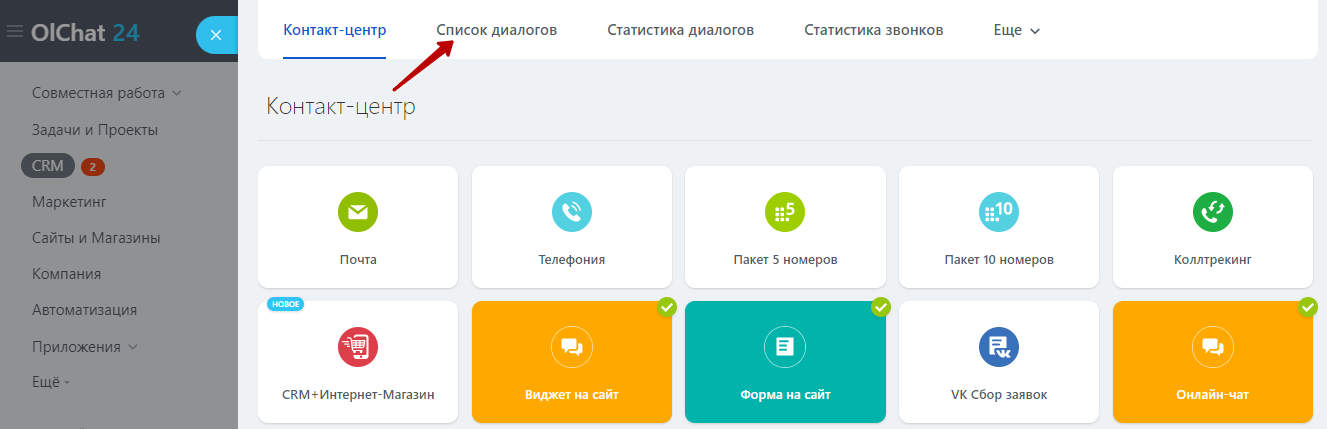 OlChat 24
Контакт-центр
Список диалогов
Статистика диалогов
Статистика звонков
Еще
Совместная работа
Задачи и Проекты
CRM 2
Маркетинг
Сайты и Магазины
Компания
Автоматизация
Приложения
Ещё
Контакт-центр
Почта
Телефония
5
Пакет 5 номеров
10
Пакет 10 номеров
Коллтрекинг
НОВОЕ
CRM+Интернет-Магазин
Виджет на сайт
Форма на сайт
VK Сбор заявок
Онлайн-чат